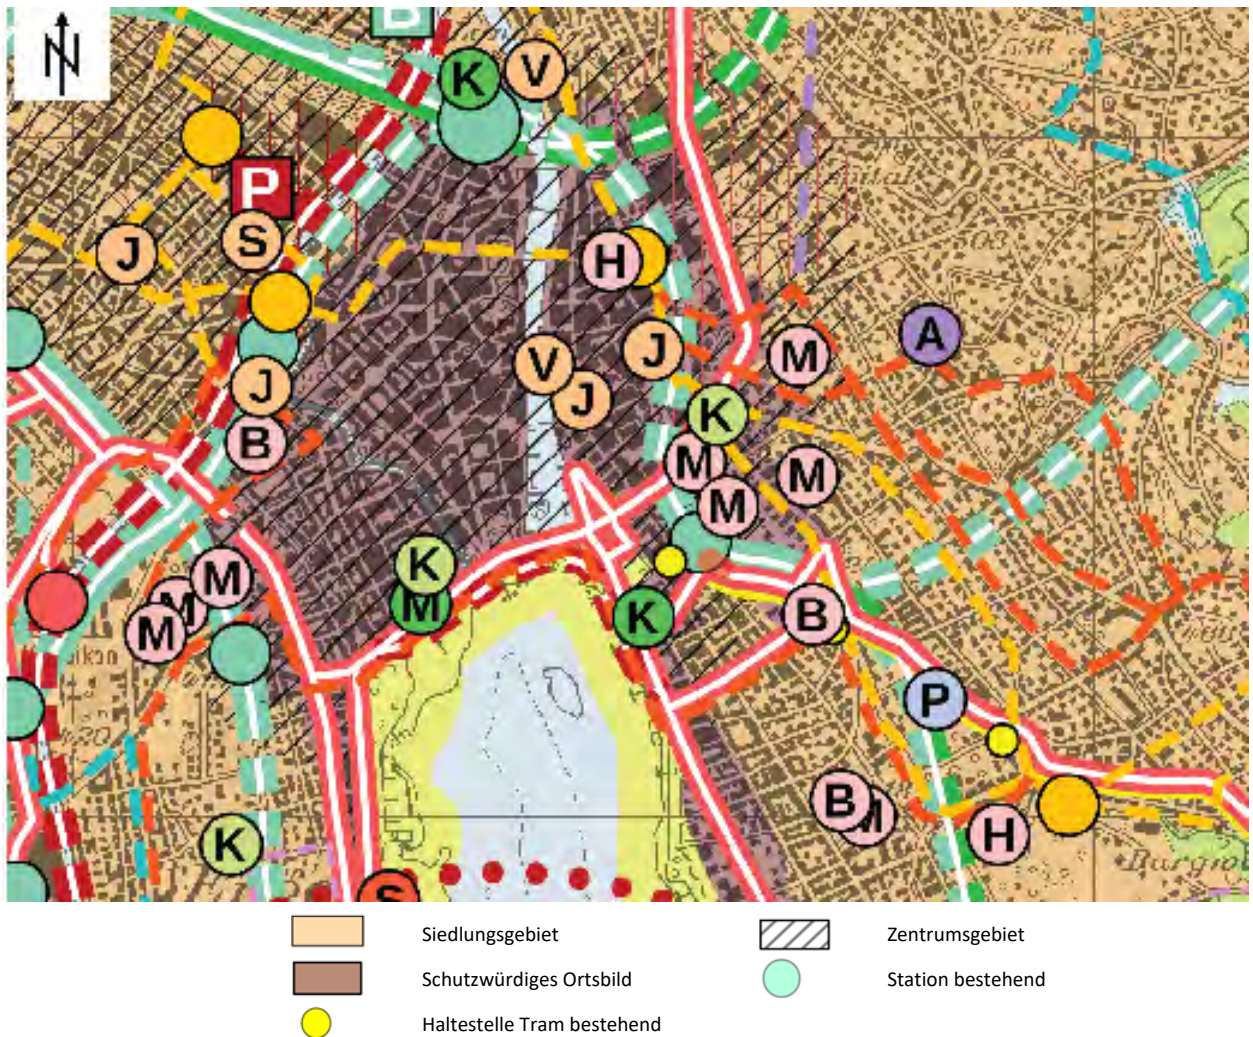 N
B
K
V
P
S
J
H
J
A
V
M
J
J
K
B
M
M
M
K
M
M
M
M
K
B
K
P
B
M
H
K
S
Siedlungsgebiet
Zentrumsgebiet
Schutzwürdiges Ortsbild
Station bestehend
Haltestelle Tram bestehend